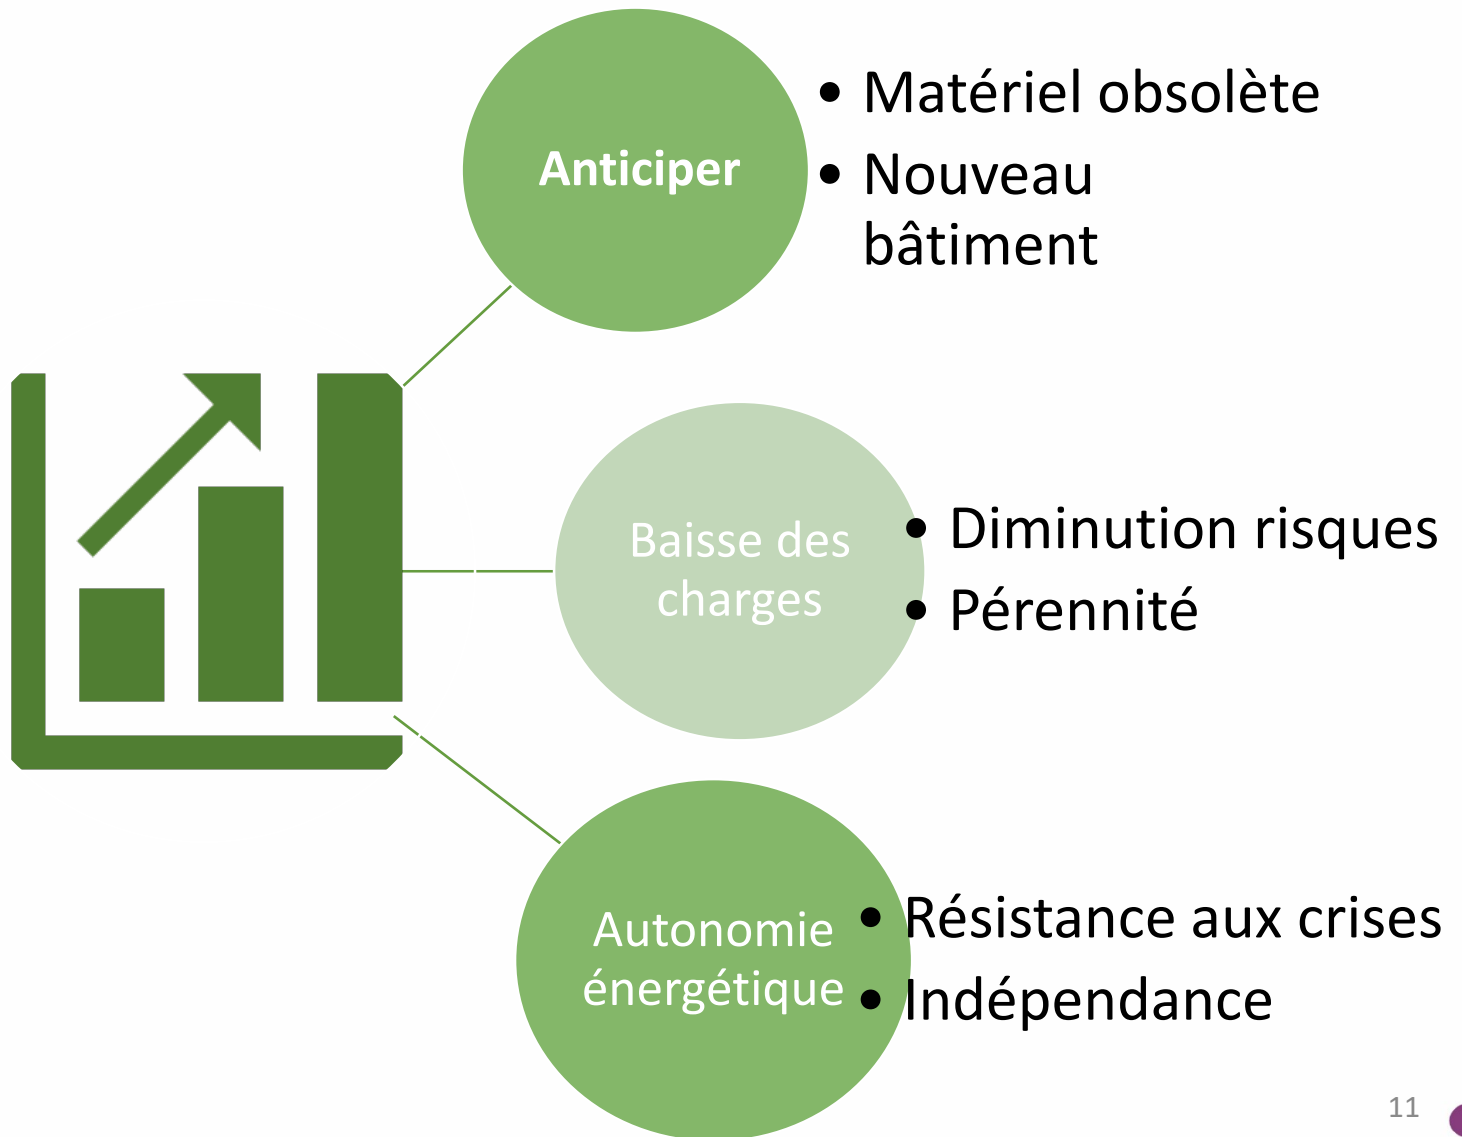 Anticiper
• Matériel obsolète
• Nouveau
bâtiment
Baisse des
charges
• Diminution risques
• Pérennité
Autonomie
énergétique
• Résistance aux crises
• Indépendance
11